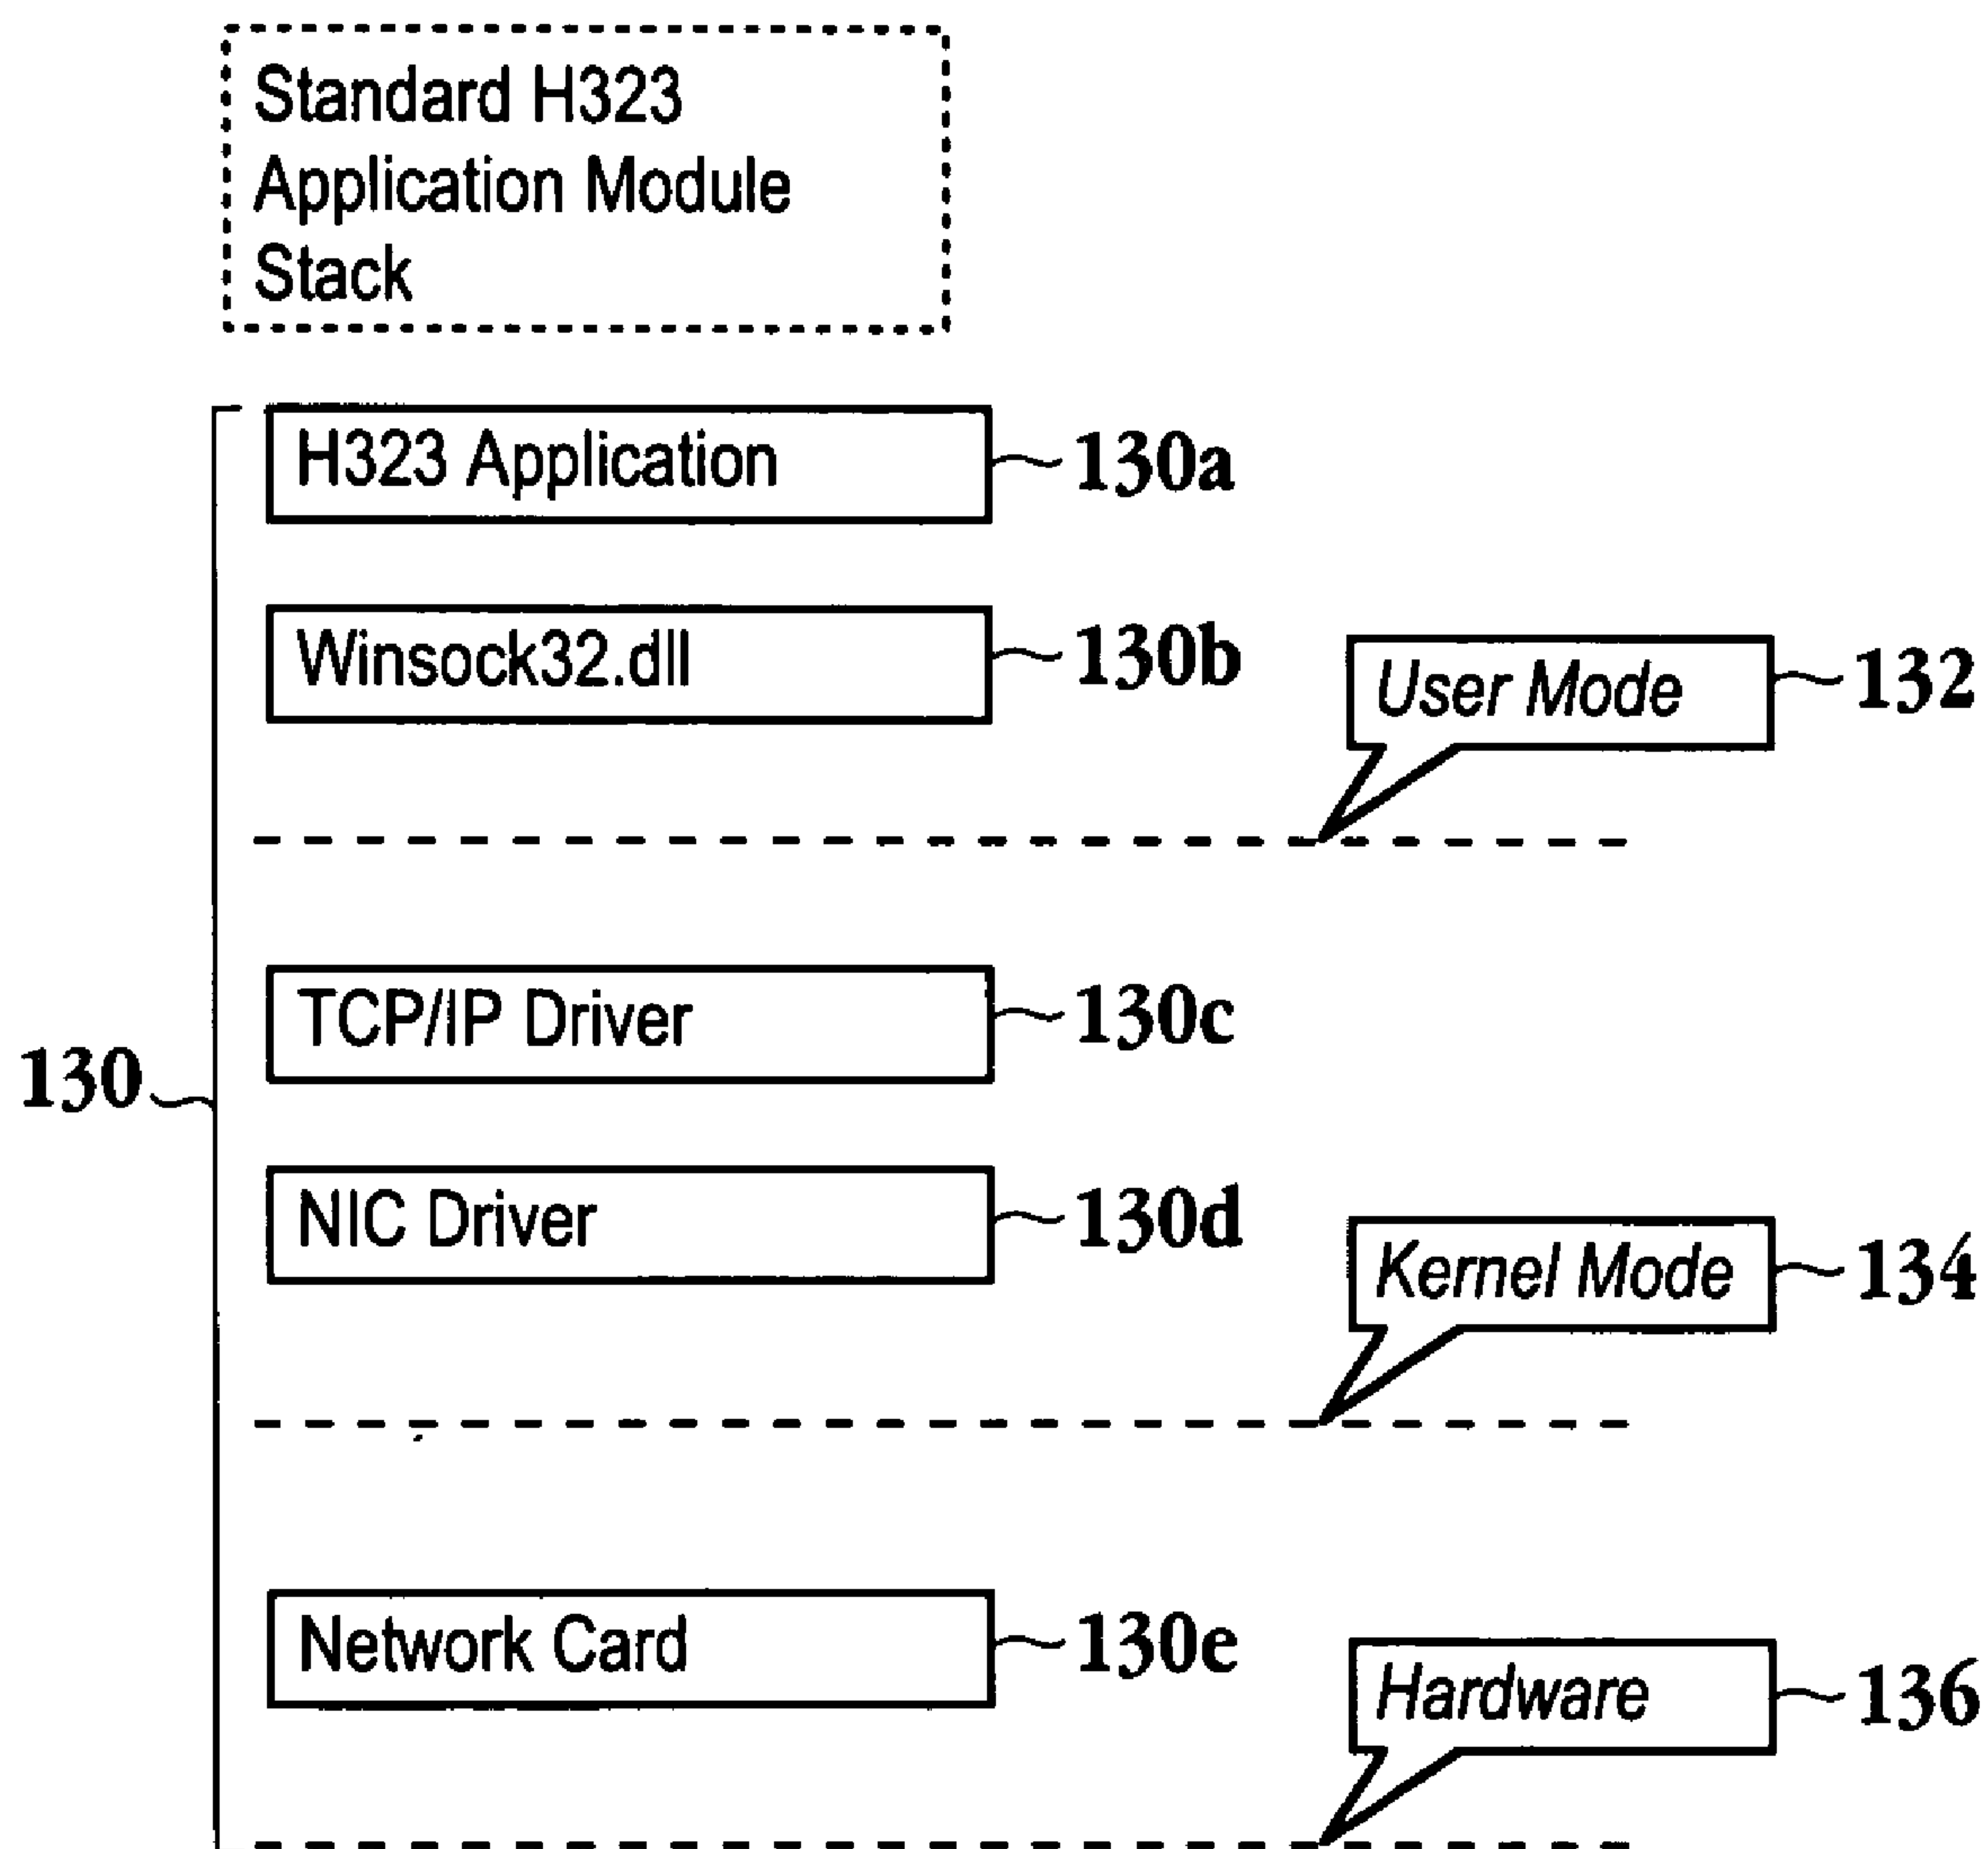 Standard H323
Application Module
Stack
H323 Application
130a
Winsock32.dll
130b
User Mode
132
TCP/IP Driver
130c
130
NIC Driver
130d
Kernel Mode
134
Network Card
130e
Hardware
136